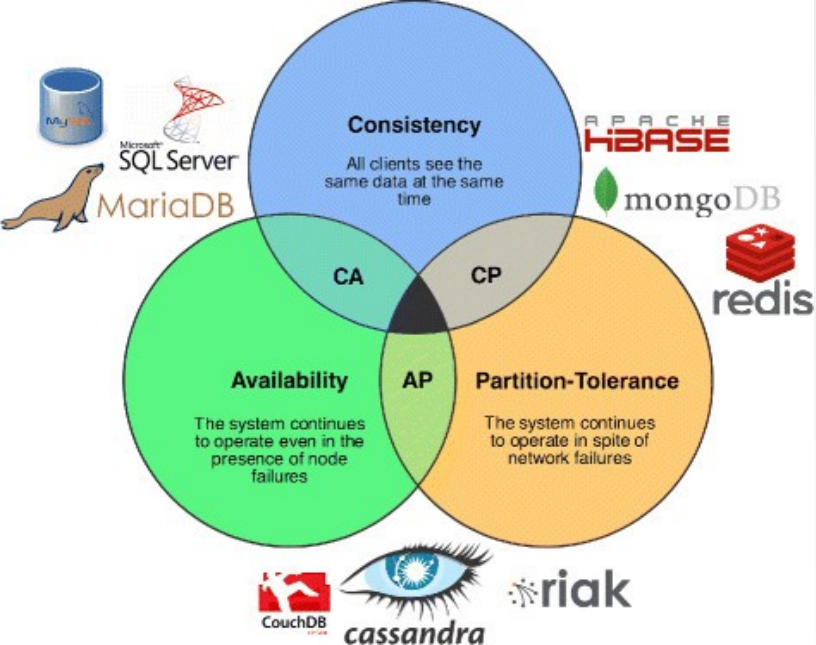 MySQL
Microsoft
SQL Server
MariaDB
Consistency
All clients see the
same data at the same
time
APACHE
HBASE
mongoDB
redis
CA
CP
Availability
The system continues
to operate even in the
presence of node
failures
AP
Partition-Tolerance
The system continues
to operate in spite of
network failures
CouchDB
cassandra
riak